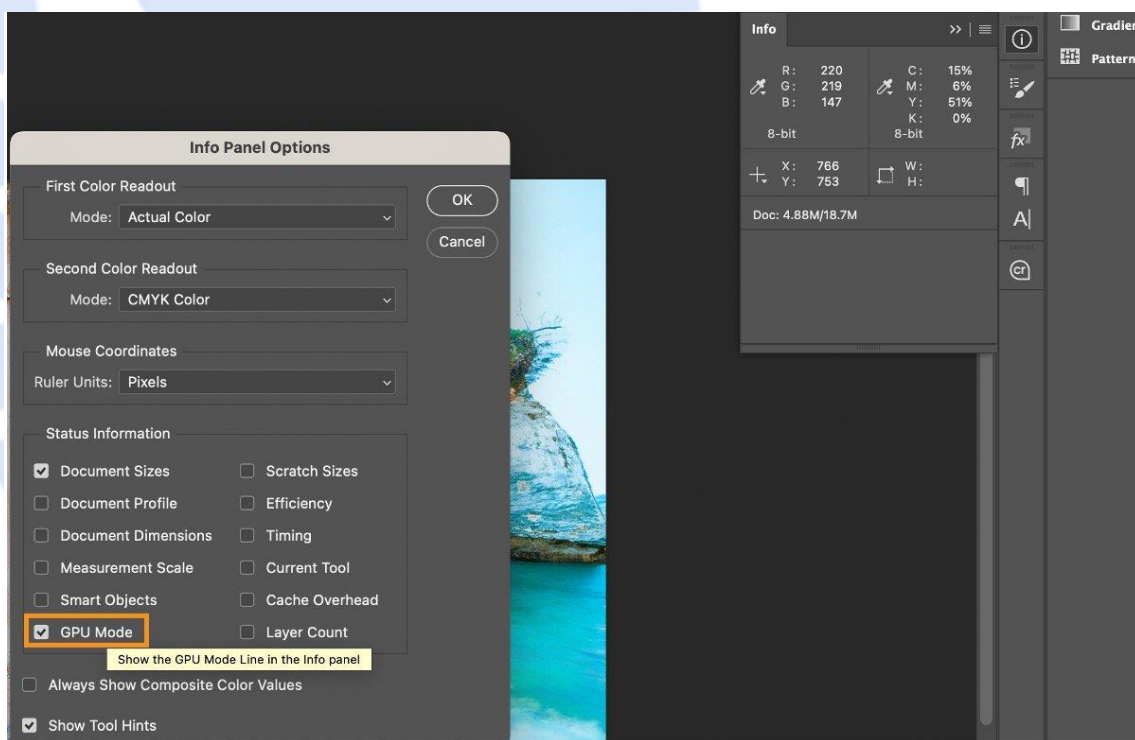 Info
R: 220
G: 219
B: 147
8-bit
C: 15%
M: 6%
Y: 51%
K: 0%
8-bit
X: 766
Y: 753
W:
H:
Doc: 4.88M/18.7M
Info Panel Options
First Color Readout
Mode: Actual Color
OK
Cancel
Second Color Readout
Mode: CMYK Color
Mouse Coordinates
Ruler Units: Pixels
Status Information
Document Sizes
Scratch Sizes
Document Profile
Efficiency
Document Dimensions
Timing
Measurement Scale
Current Tool
Smart Objects
Cache Overhead
GPU Mode
Layer Count
Show the GPU Mode Line in the Info panel
Always Show Composite Color Values
Show Tool Hints
fx
A
cr
Gradien
Pattern